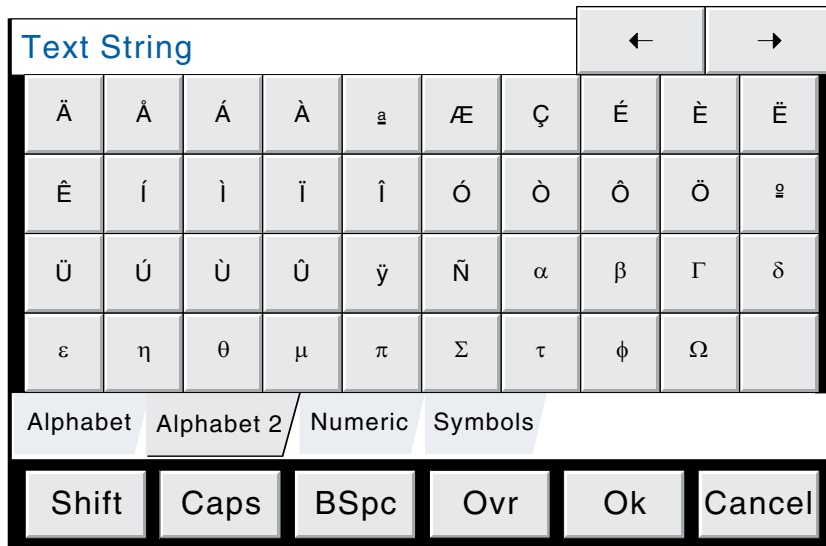 Text String ← →
Ä Å Á À ª Æ Ç É È Ë
Ê Í Ì Ï Î Ó Ò Ô Ö º
Ü Ú Ù Û ÿ Ñ α β Γ δ
ε η θ μ π Σ τ φ Ω
Alphabet Alphabet 2 Numeric Symbols
Shift Caps BSpc Ovr Ok Cancel